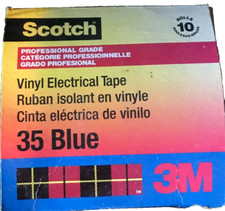 Scotch
PROFESSIONAL GRADE
CATÉGORIE PROFESSIONNELLE
GRADO PROFESIONAL
ROLLS
10
Vinyl Electrical Tape
Ruban isolant en vinyle
Cinta eléctrica de vinilo
35 Blue
3M